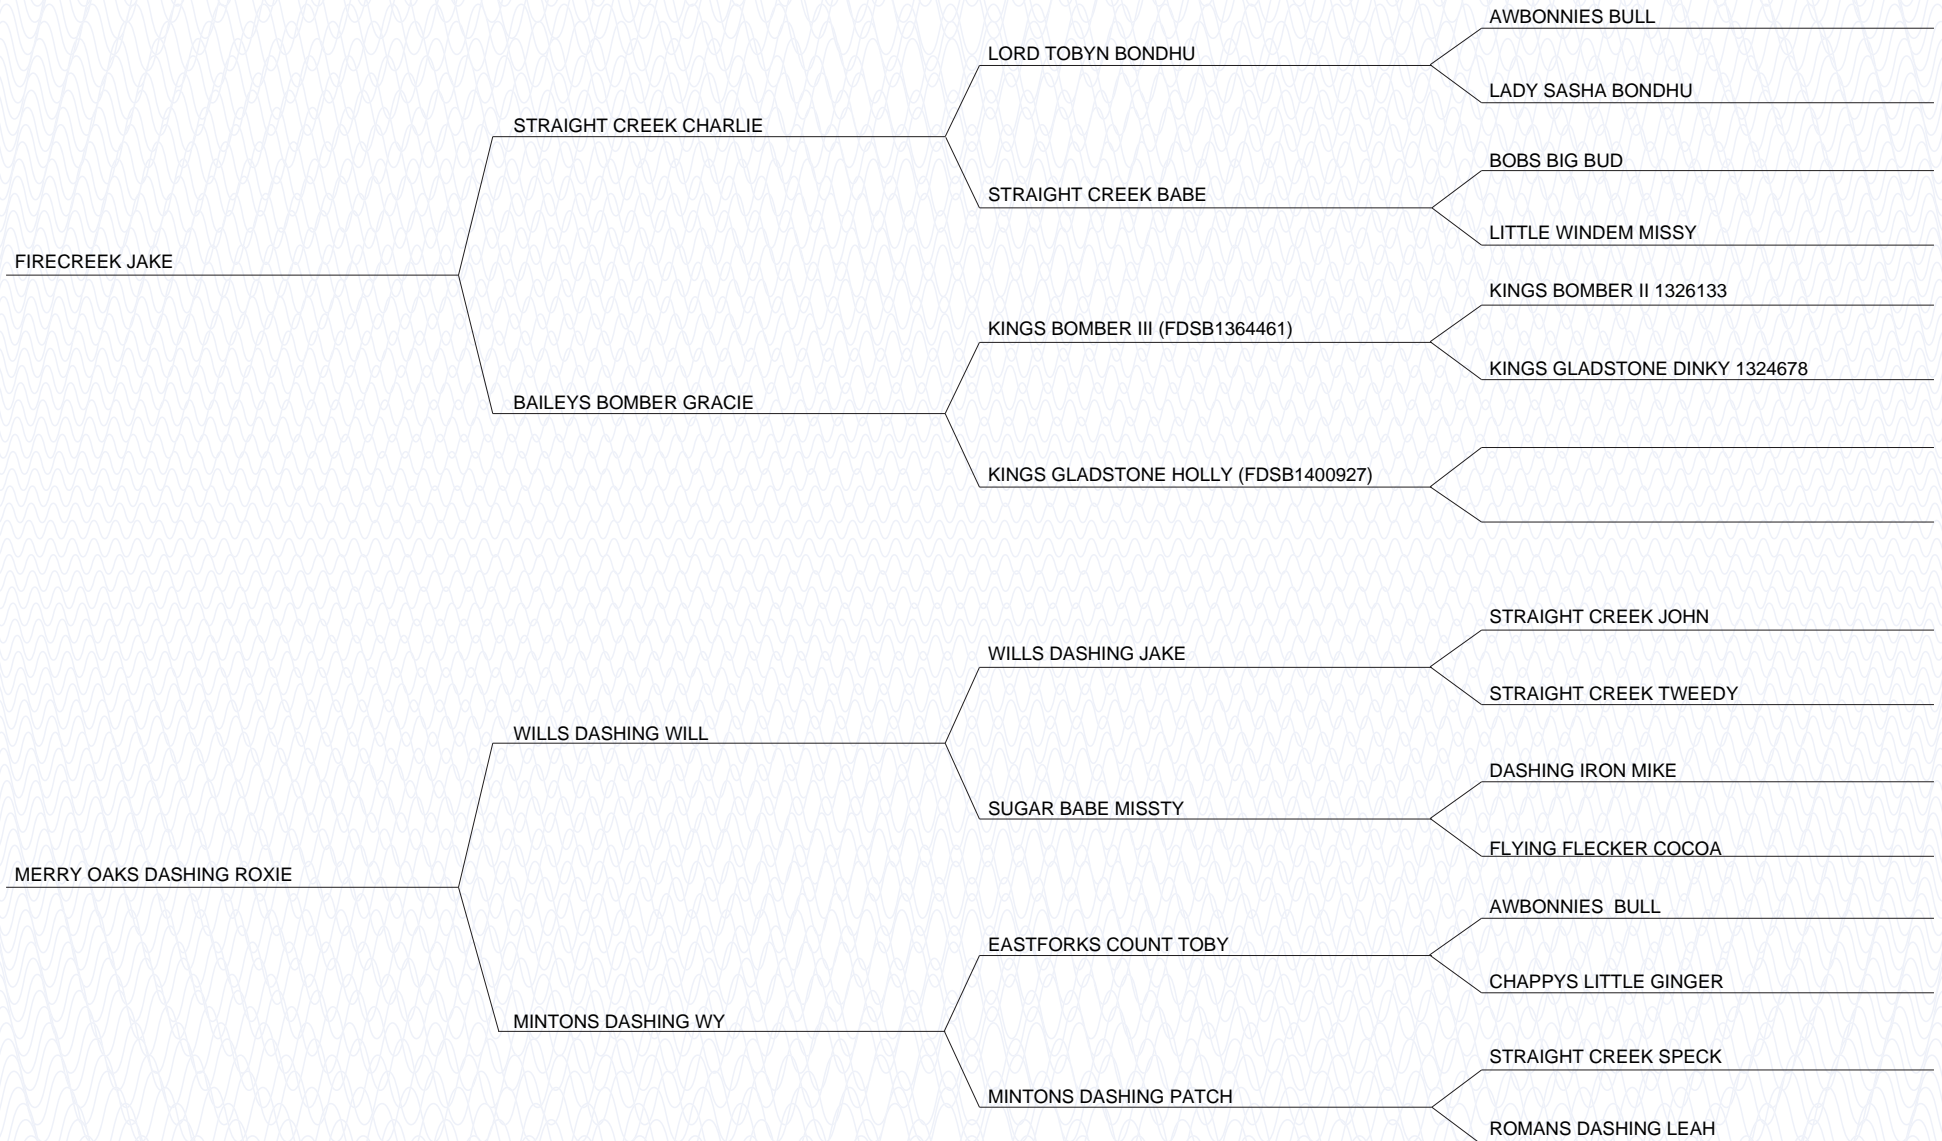 AWBONNIES BULL
LORD TOBYN BONDHU
LADY SASHA BONDHU
STRAIGHT CREEK CHARLIE
BOBS BIG BUD
STRAIGHT CREEK BABE
LITTLE WINDEM MISSY
FIRECREEK JAKE
KINGS BOMBER II 1326133
KINGS BOMBER III (FDSB1364461)
KINGS GLADSTONE DINKY 1324678
BAILEYS BOMBER GRACIE
KINGS GLADSTONE HOLLY (FDSB1400927)
STRAIGHT CREEK JOHN
WILLS DASHING JAKE
STRAIGHT CREEK TWEEDY
WILLS DASHING WILL
DASHING IRON MIKE
SUGAR BABE MISSTY
FLYING FLECKER COCOA
MERRY OAKS DASHING ROXIE
AWBONNIES  BULL
EASTFORKS COUNT TOBY
CHAPPYS LITTLE GINGER
MINTONS DASHING WY
STRAIGHT CREEK SPECK
MINTONS DASHING PATCH
ROMANS DASHING LEAH